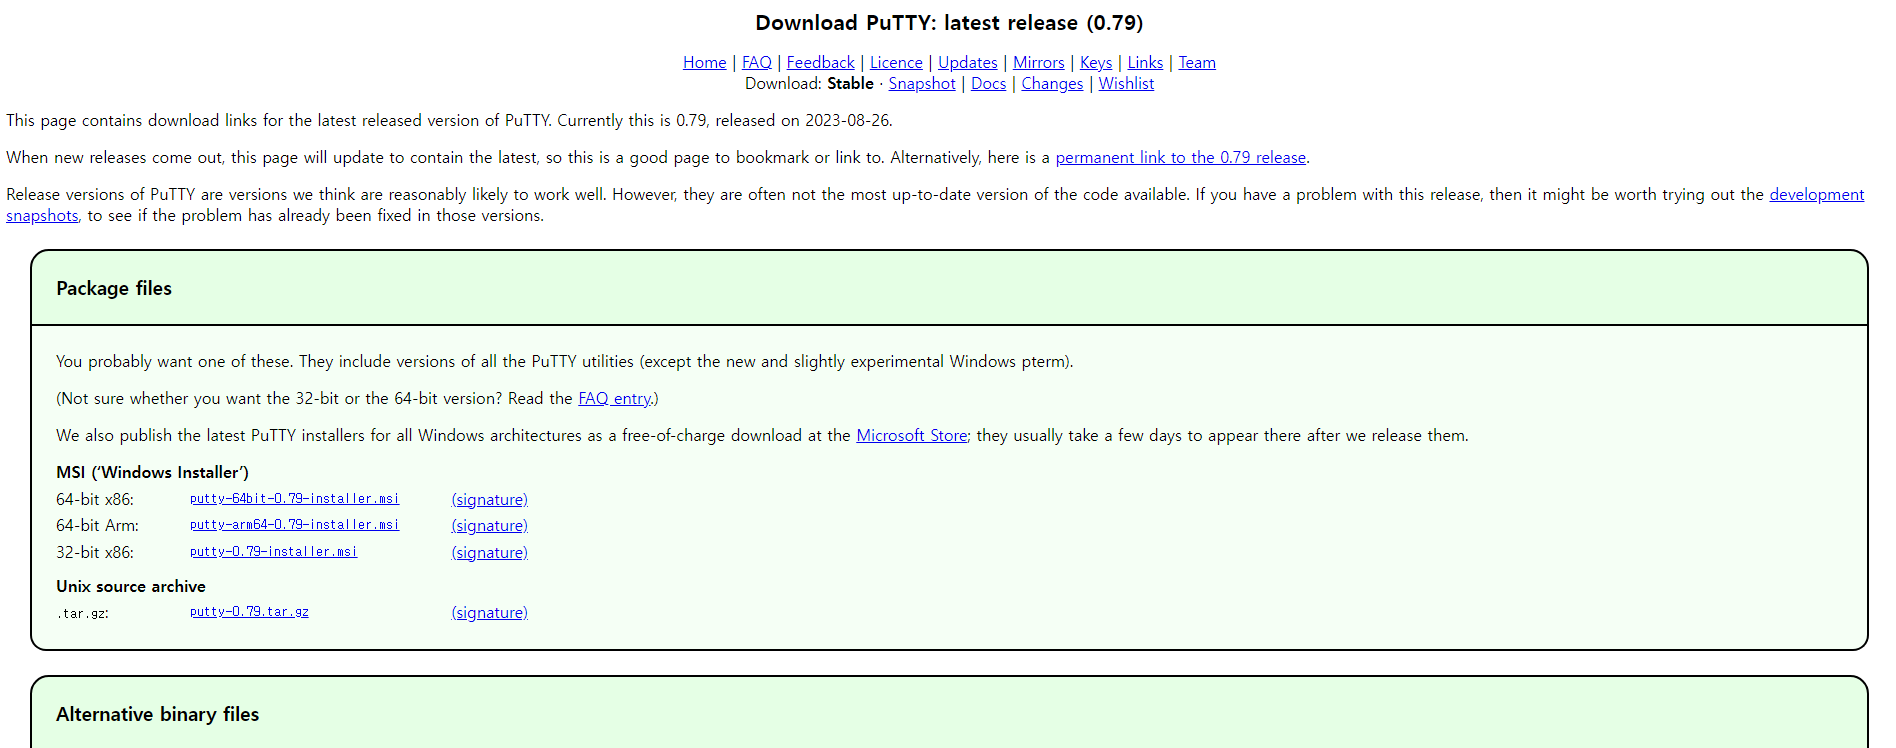 Download PuTTY: latest release (0.79)
Home | FAQ | Feedback | Licence | Updates | Mirrors | Keys | Links | Team
Download: Stable · Snapshot | Docs | Changes | Wishlist
This page contains download links for the latest released version of PuTTY. Currently this is 0.79, released on 2023-08-26.
When new releases come out, this page will update to contain the latest, so this is a good page to bookmark or link to. Alternatively, here is a permanent link to the 0.79 release.
Release versions of PuTTY are versions we think are reasonably likely to work well. However, they are often not the most up-to-date version of the code available. If you have a problem with this release, then it might be worth trying out the development
snapshots, to see if the problem has already been fixed in those versions.
Package files
You probably want one of these. They include versions of all the PuTTY utilities (except the new and slightly experimental Windows pterm).
(Not sure whether you want the 32-bit or the 64-bit version? Read the FAQ entry.)
We also publish the latest PuTTY installers for all Windows architectures as a free-of-charge download at the Microsoft Store; they usually take a few days to appear there after we release them.
MSI (‘Windows Installer’)
64-bit x86: putty-64bit-0.79-installer.msi (signature)
64-bit Arm: putty-arm64-0.79-installer.msi (signature)
32-bit x86: putty-0.79-installer.msi (signature)
Unix source archive
.tar.gz: putty-0.79.tar.gz (signature)
Alternative binary files